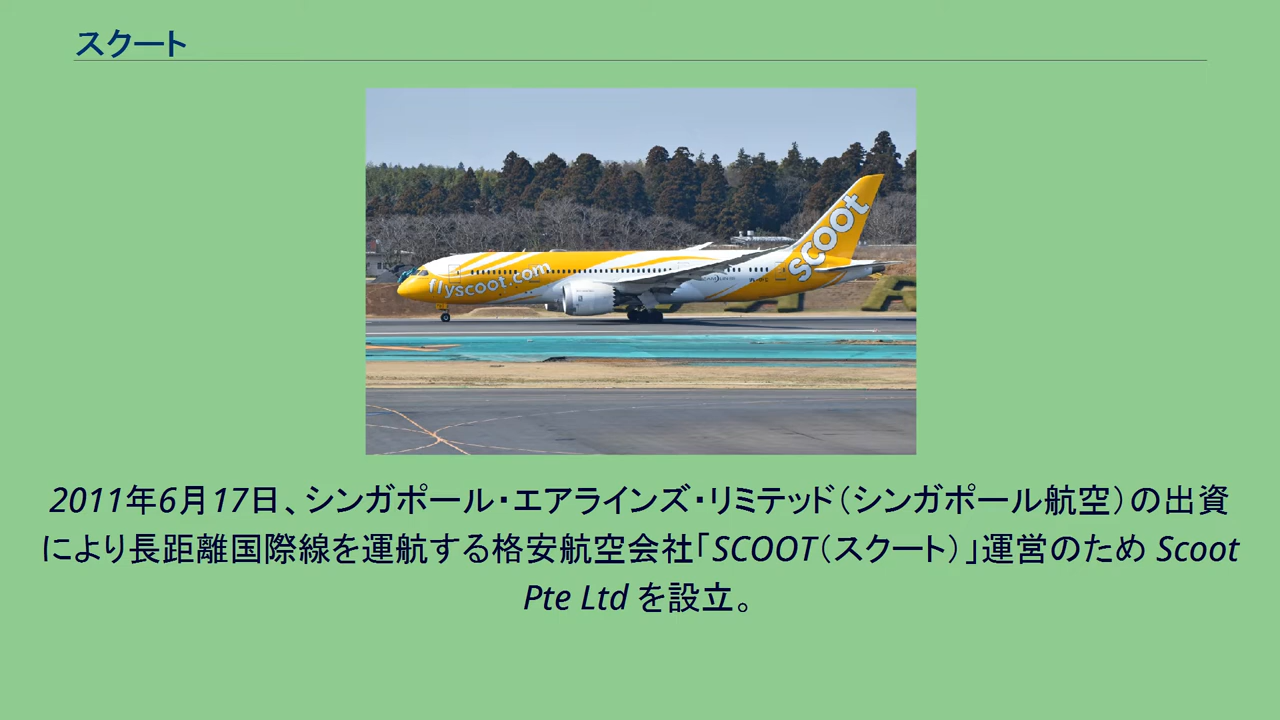 スクート
flyscoot.com
scoot
2011年6月17日、シンガポール・エアラインズ・リミテッド（シンガポール航空）の出資
により長距離国際線を運航する格安航空会社「SCOOT（スクート）」運営のため Scoot
Pte Ltd を設立。